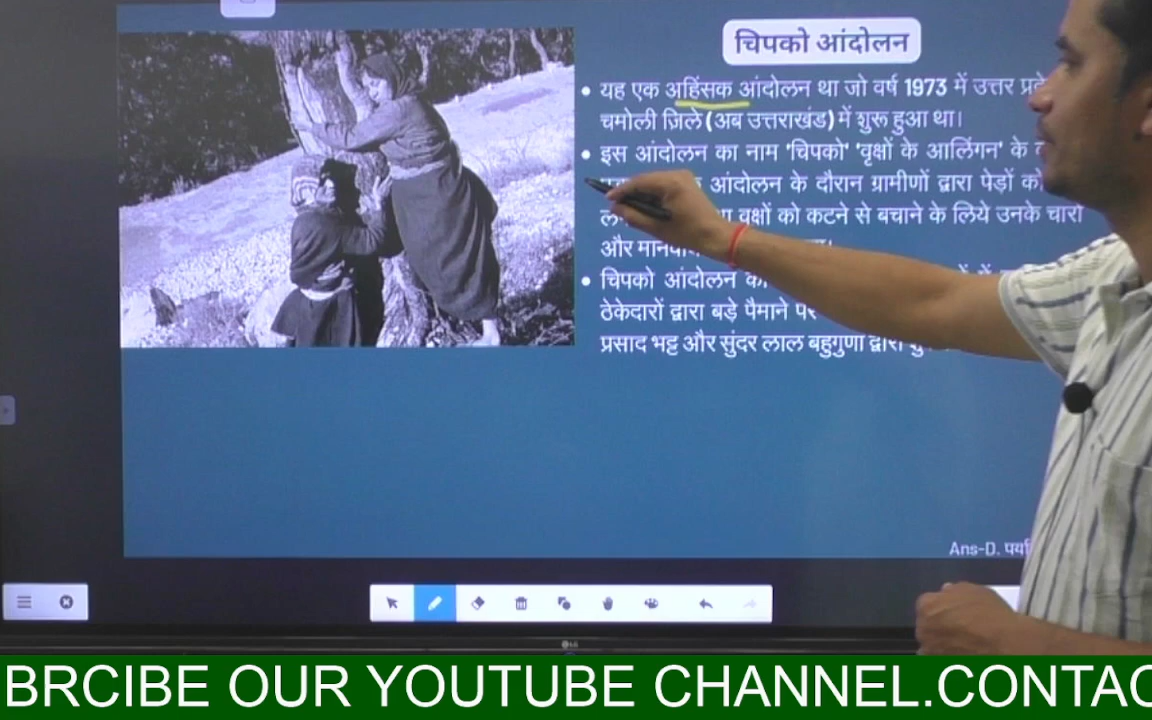 चिपको आंदोलन
यह एक अहिंसक आंदोलन था जो वर्ष 1973 में उत्तर
चमोली ज़िले (अब उत्तराखंड) में शुरू हुआ था।
इस आंदोलन का नाम 'चिपको' 'वृक्षों के आलिंगन' के
आंदोलन के दौरान ग्रामीणों द्वारा पेड़ों को
वृक्षों को कटने से बचाने के लिये उनके चारों
और
चिपको आंदोलन
ठेकेदारों द्वारा बड़े पैमाने पर
प्रसाद भट्ट और सुंदर लाल बहुगुणा द्वारा
Ans-D.
LG
BRCIBE OUR YOUTUBE CHANNEL.CONTAC